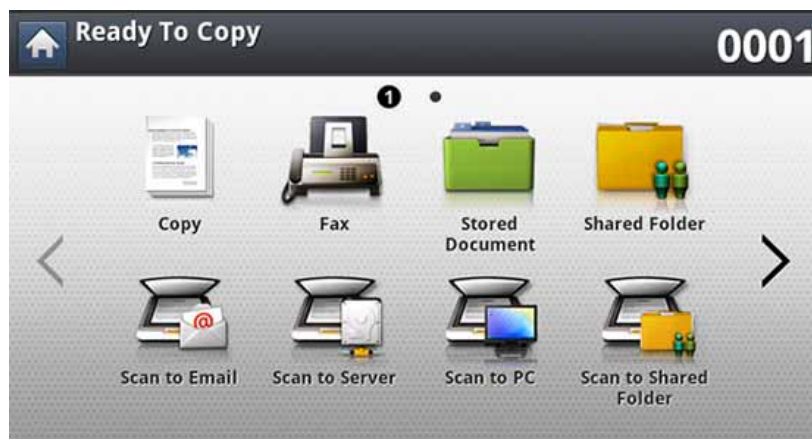 Ready To Copy
0001
1
Copy
Fax
Stored
Document
Shared Folder
Scan to Email
Scan to Server
Scan to PC
Scan to Shared
Folder